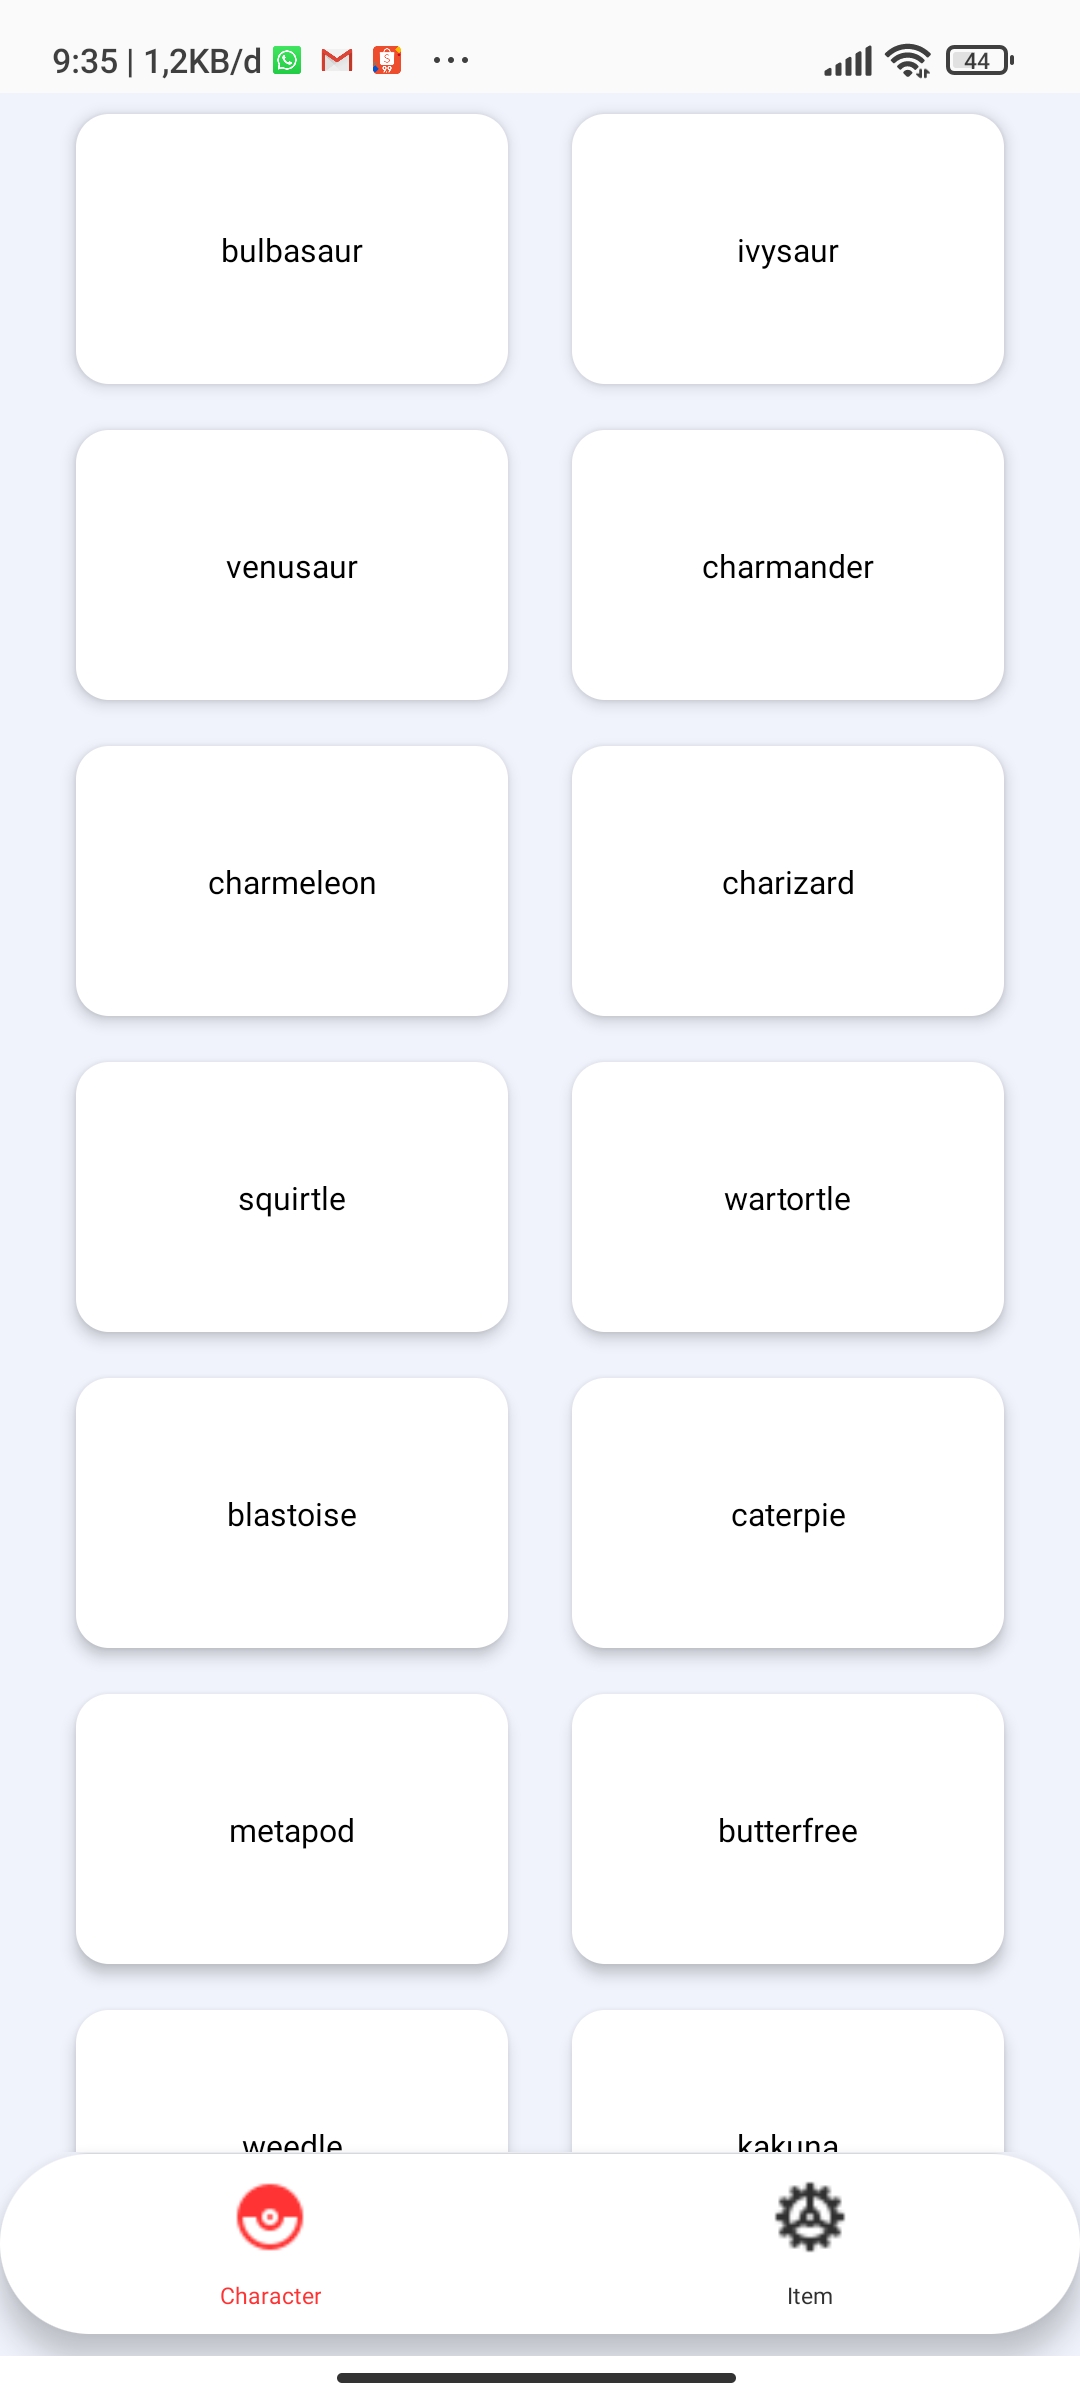 9:35 | 1,2KB/d 44
bulbasaur ivysaur
venusaur charmander
charmeleon charizard
squirtle wartortle
blastoise caterpie
metapod butterfree
weedle kakuna
Character Item